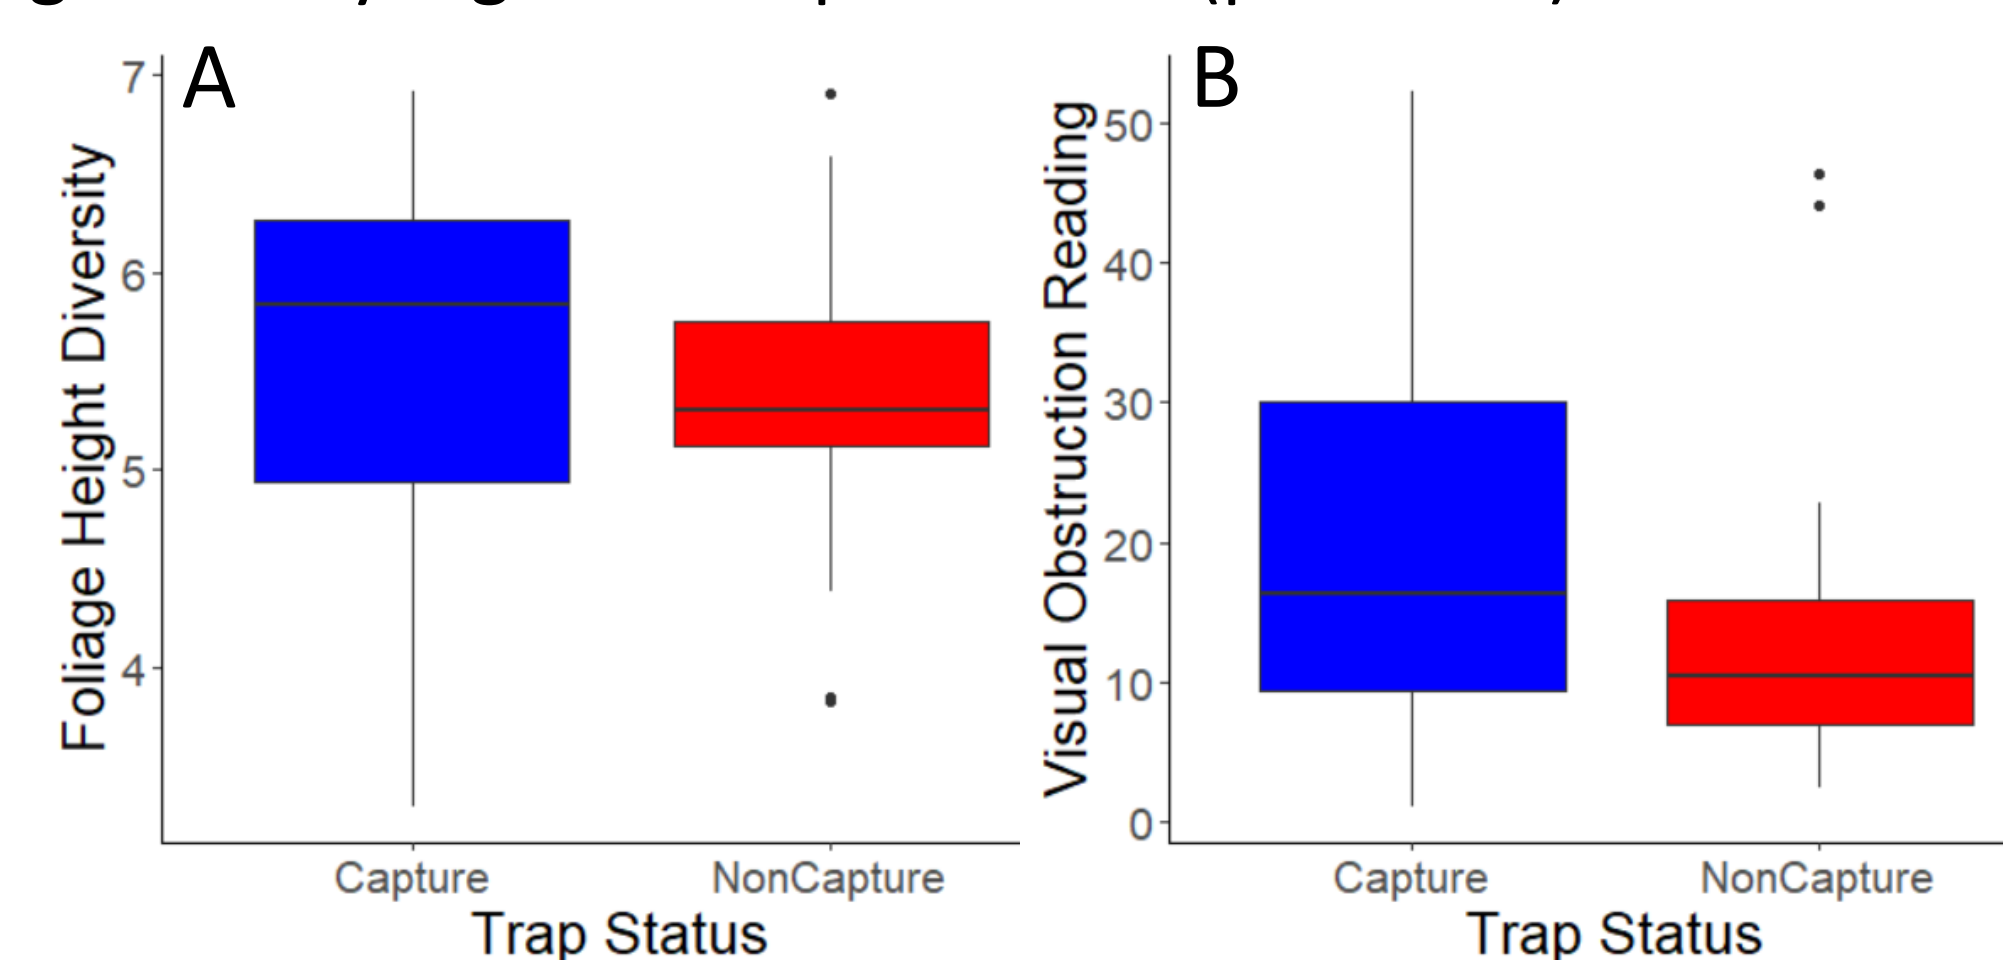 A
7
6
5
4
Foliage Height Diversity
Capture NonCapture
Trap Status
B
50
40
30
20
10
0
Visual Obstruction Reading
Capture NonCapture
Trap Status